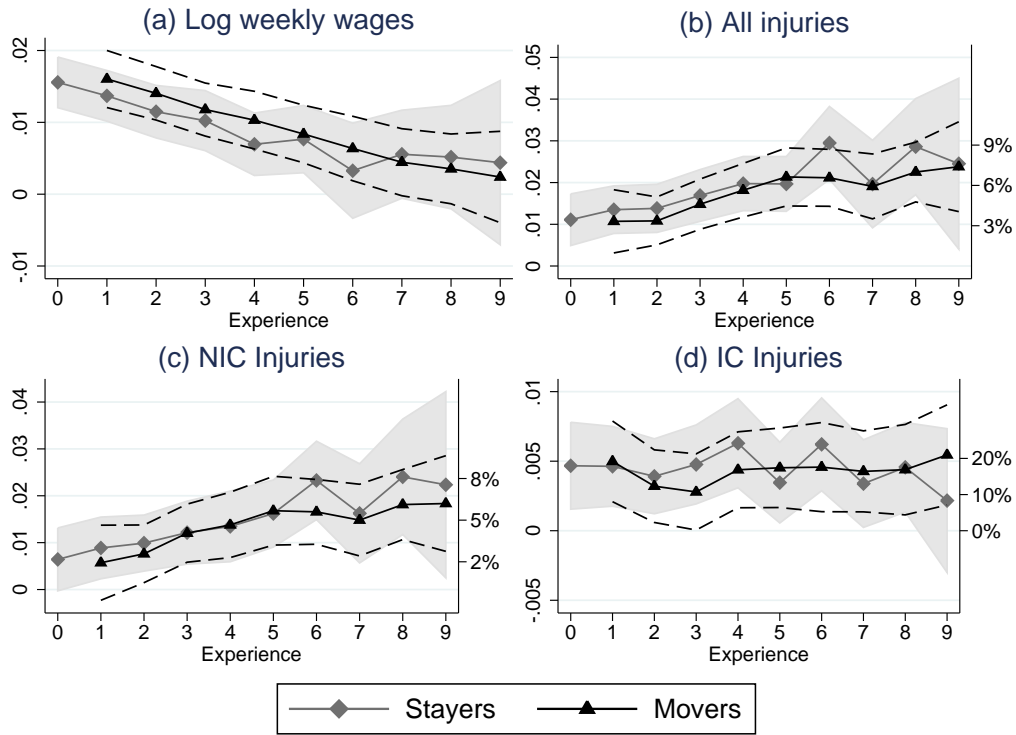 (a) Log weekly wages
.02
.01
0
-.01
0 1 2 3 4 5 6 7 8 9
Experience
(b) All injuries
.05
.04
.03
.02
.01
0
9%
6%
3%
0 1 2 3 4 5 6 7 8 9
Experience
(c) NIC Injuries
.04
.03
.02
.01
0
8%
5%
2%
0 1 2 3 4 5 6 7 8 9
Experience
(d) IC Injuries
.01
.005
0
-.005
20%
10%
0%
0 1 2 3 4 5 6 7 8 9
Experience
Stayers Movers